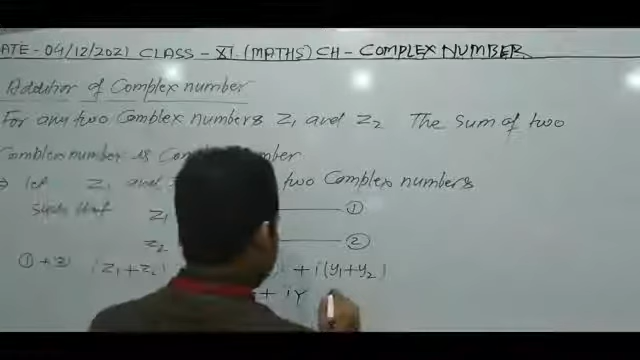 ATE - 04/12/2021 CLASS - XI (MATHS) CH - COMPLEX NUMBER
Addition of Complex number
For any two Complex numbers Z1 and Z2 The Sum of two
Complex number is Com mber
⇒ let Z1 and two Complex numbers
such that Z1 ①
Z2 ②
① + ② (Z1+Z2) + i(y1+y2)
+ iY